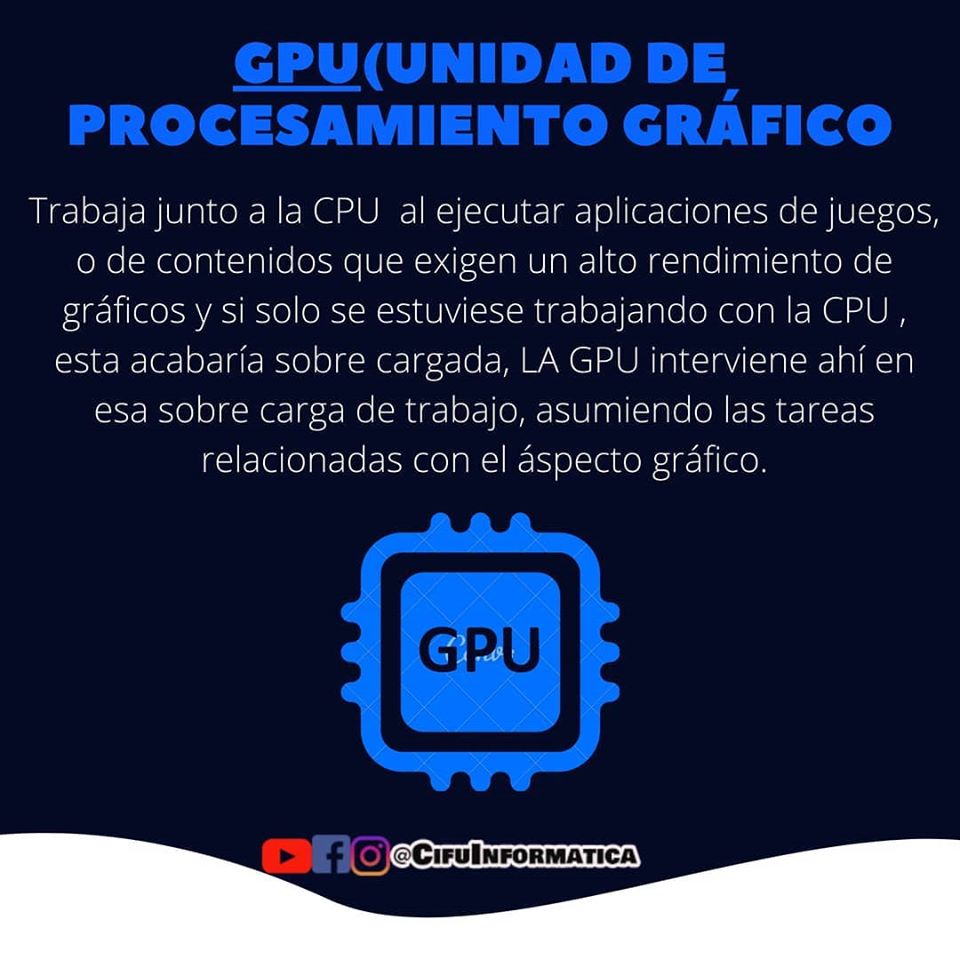 GPU(UNIDAD DE
PROCESAMIENTO GRÁFICO
Trabaja junto a la CPU al ejecutar aplicaciones de juegos,
o de contenidos que exigen un alto rendimiento de
gráficos y si solo se estuviese trabajando con la CPU ,
esta acabaría sobre cargada, LA GPU interviene ahí en
esa sobre carga de trabajo, asumiendo las tareas
relacionadas con el áspecto gráfico.
GPU
Canva
@CIFUINFORMATICA